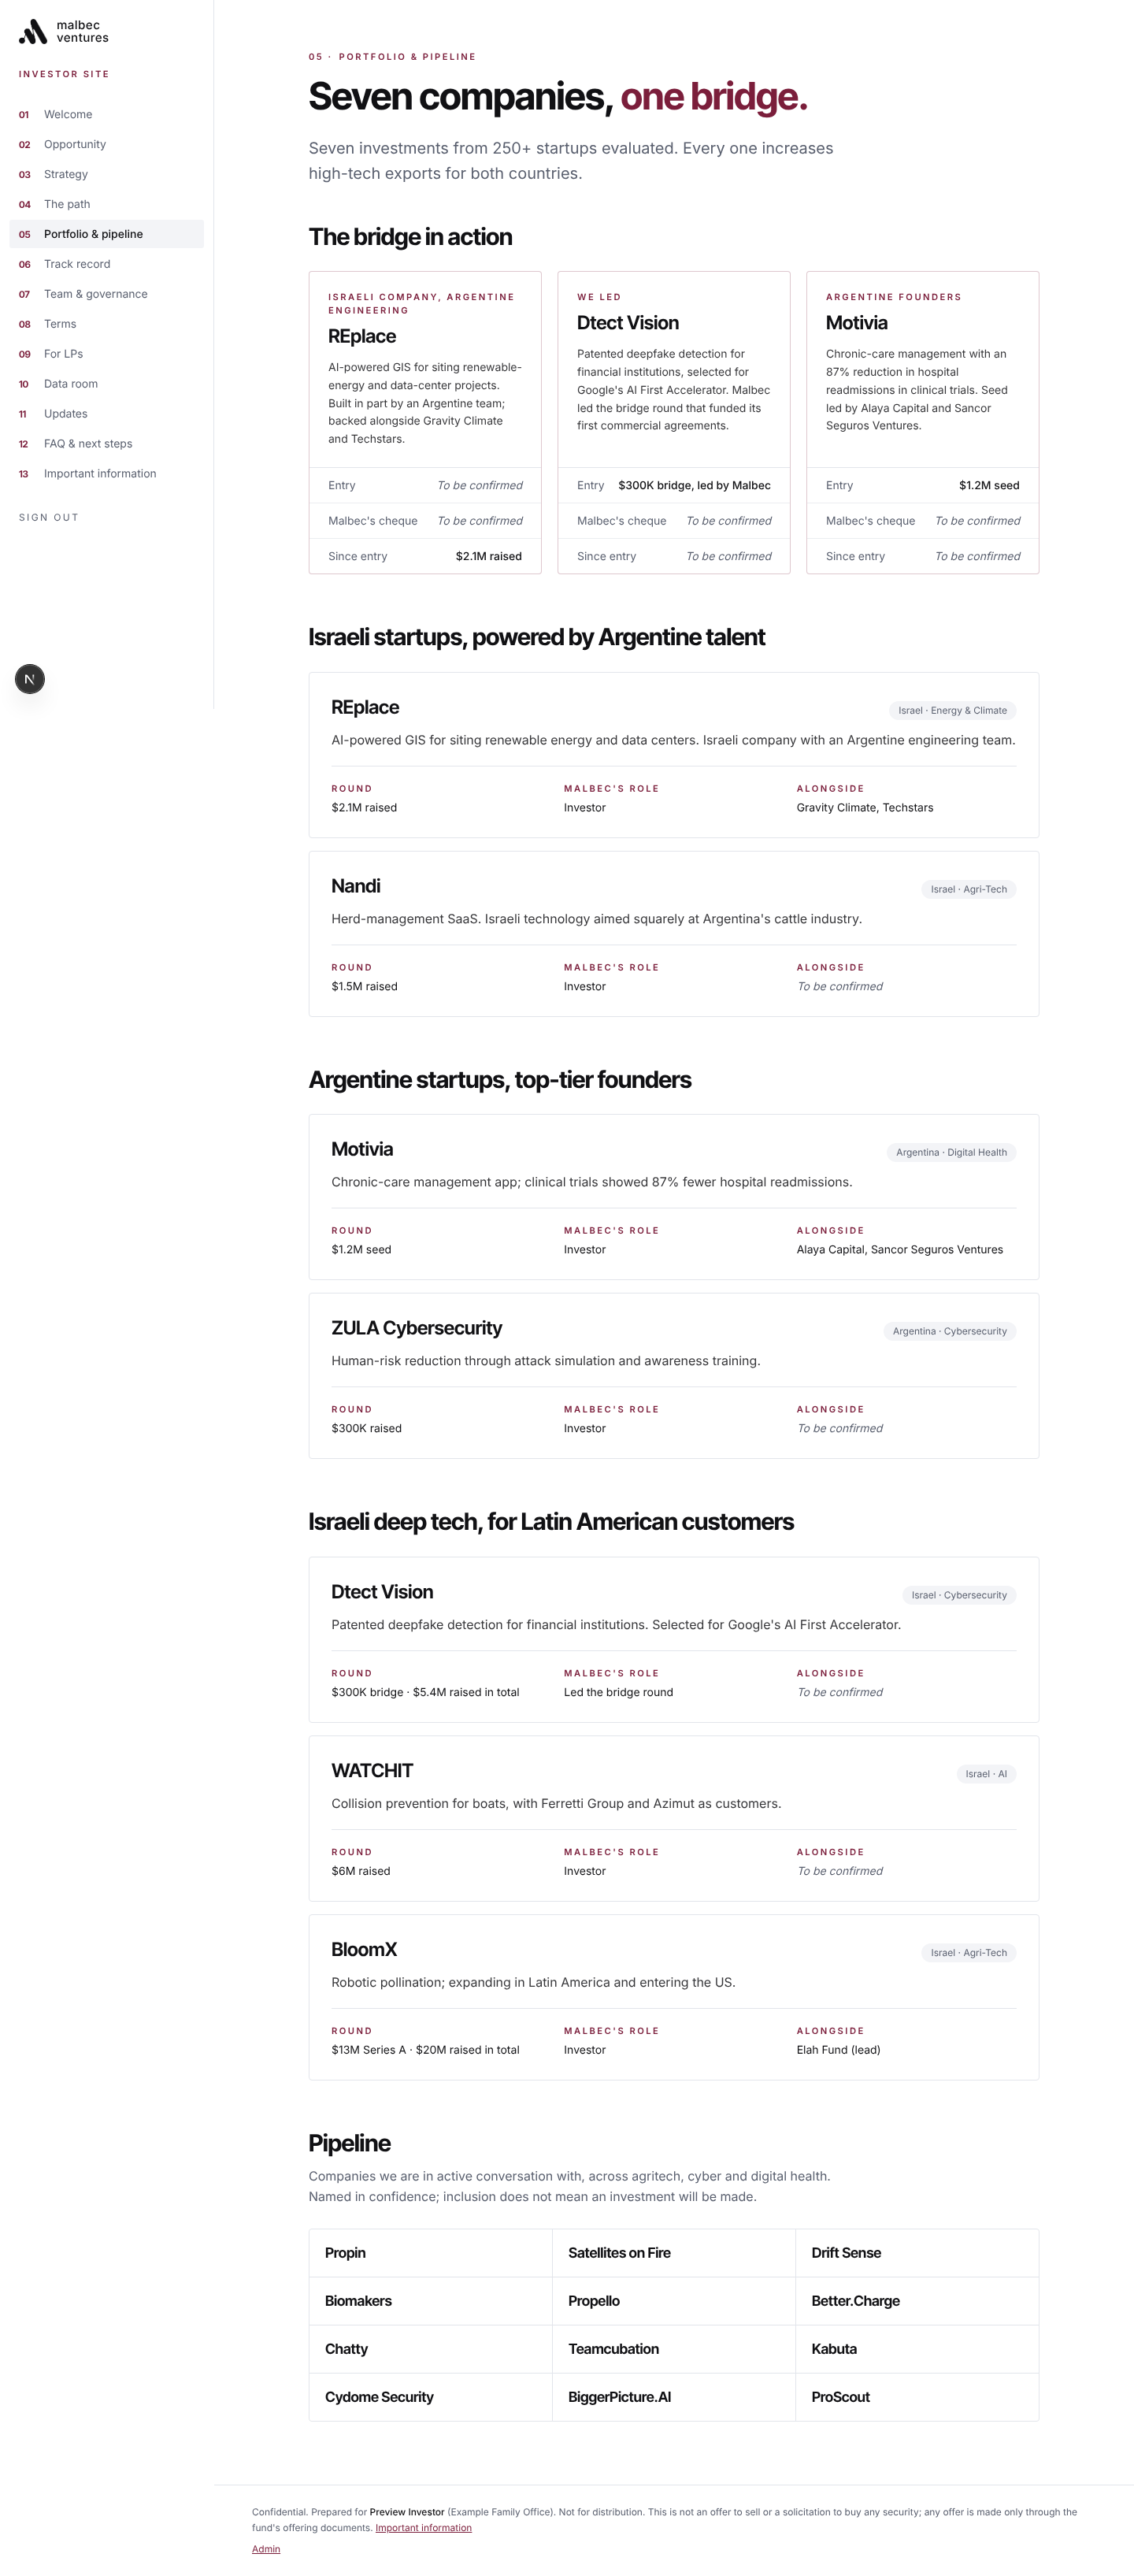 malbec
ventures
INVESTOR SITE
01 Welcome
02 Opportunity
03 Strategy
04 The path
05 Portfolio & pipeline
06 Track record
07 Team & governance
08 Terms
09 For LPs
10 Data room
11 Updates
12 FAQ & next steps
13 Important information
SIGN OUT
N
05 · PORTFOLIO & PIPELINE
Seven companies, one bridge.
Seven investments from 250+ startups evaluated. Every one increases
high-tech exports for both countries.
The bridge in action
ISRAELI COMPANY, ARGENTINE
ENGINEERING
REplace
AI-powered GIS for siting renewable-
energy and data-center projects.
Built in part by an Argentine team;
backed alongside Gravity Climate
and Techstars.
Entry To be confirmed
Malbec's cheque To be confirmed
Since entry $2.1M raised
WE LED
Dtect Vision
Patented deepfake detection for
financial institutions, selected for
Google's AI First Accelerator. Malbec
led the bridge round that funded its
first commercial agreements.
Entry $300K bridge, led by Malbec
Malbec's cheque To be confirmed
Since entry To be confirmed
ARGENTINE FOUNDERS
Motivia
Chronic-care management with an
87% reduction in hospital
readmissions in clinical trials. Seed
led by Alaya Capital and Sancor
Seguros Ventures.
Entry $1.2M seed
Malbec's cheque To be confirmed
Since entry To be confirmed
Israeli startups, powered by Argentine talent
REplace Israel · Energy & Climate
AI-powered GIS for siting renewable energy and data centers. Israeli company with an Argentine engineering team.
ROUND MALBEC'S ROLE ALONGSIDE
$2.1M raised Investor Gravity Climate, Techstars
Nandi Israel · Agri-Tech
Herd-management SaaS. Israeli technology aimed squarely at Argentina's cattle industry.
ROUND MALBEC'S ROLE ALONGSIDE
$1.5M raised Investor To be confirmed
Argentine startups, top-tier founders
Motivia Argentina · Digital Health
Chronic-care management app; clinical trials showed 87% fewer hospital readmissions.
ROUND MALBEC'S ROLE ALONGSIDE
$1.2M seed Investor Alaya Capital, Sancor Seguros Ventures
ZULA Cybersecurity Argentina · Cybersecurity
Human-risk reduction through attack simulation and awareness training.
ROUND MALBEC'S ROLE ALONGSIDE
$300K raised Investor To be confirmed
Israeli deep tech, for Latin American customers
Dtect Vision Israel · Cybersecurity
Patented deepfake detection for financial institutions. Selected for Google's AI First Accelerator.
ROUND MALBEC'S ROLE ALONGSIDE
$300K bridge · $5.4M raised in total Led the bridge round To be confirmed
WATCHIT Israel · AI
Collision prevention for boats, with Ferretti Group and Azimut as customers.
ROUND MALBEC'S ROLE ALONGSIDE
$6M raised Investor To be confirmed
BloomX Israel · Agri-Tech
Robotic pollination; expanding in Latin America and entering the US.
ROUND MALBEC'S ROLE ALONGSIDE
$13M Series A · $20M raised in total Investor Elah Fund (lead)
Pipeline
Companies we are in active conversation with, across agritech, cyber and digital health.
Named in confidence; inclusion does not mean an investment will be made.
Propin Satellites on Fire Drift Sense
Biomakers Propello Better.Charge
Chatty Teamcubation Kabuta
Cydome Security BiggerPicture.AI ProScout
Confidential. Prepared for Preview Investor (Example Family Office). Not for distribution. This is not an offer to sell or a solicitation to buy any security; any offer is made only through the
fund's offering documents. Important information
Admin